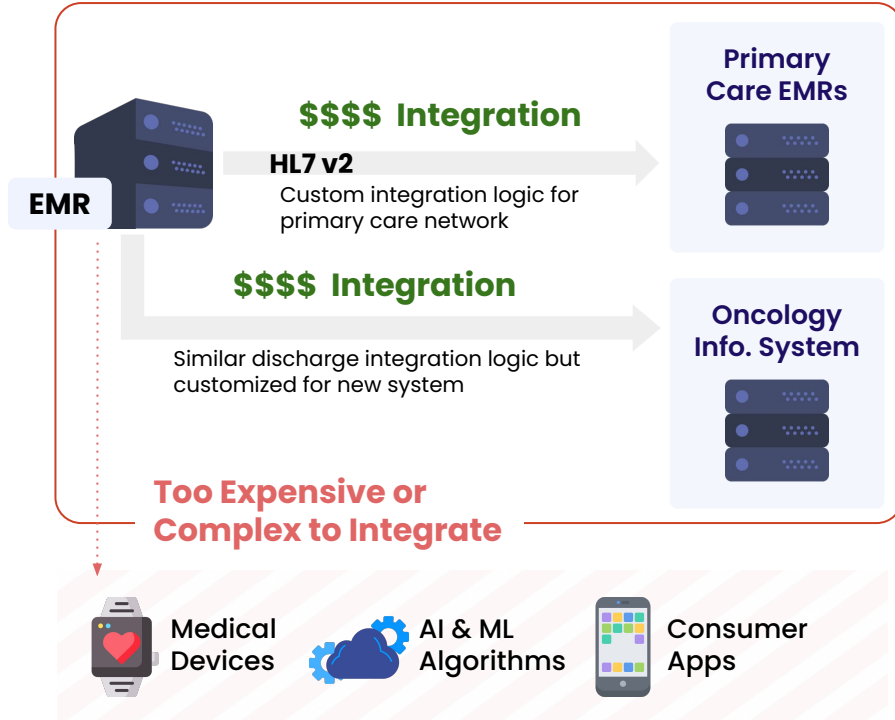 Primary
Care EMRs
$$$$ Integration
HL7 v2
Custom integration logic for
primary care network
EMR
$$$$ Integration
Similar discharge integration logic but
customized for new system
Oncology
Info. System
Too Expensive or
Complex to Integrate
Medical
Devices
AI & ML
Algorithms
Consumer
Apps